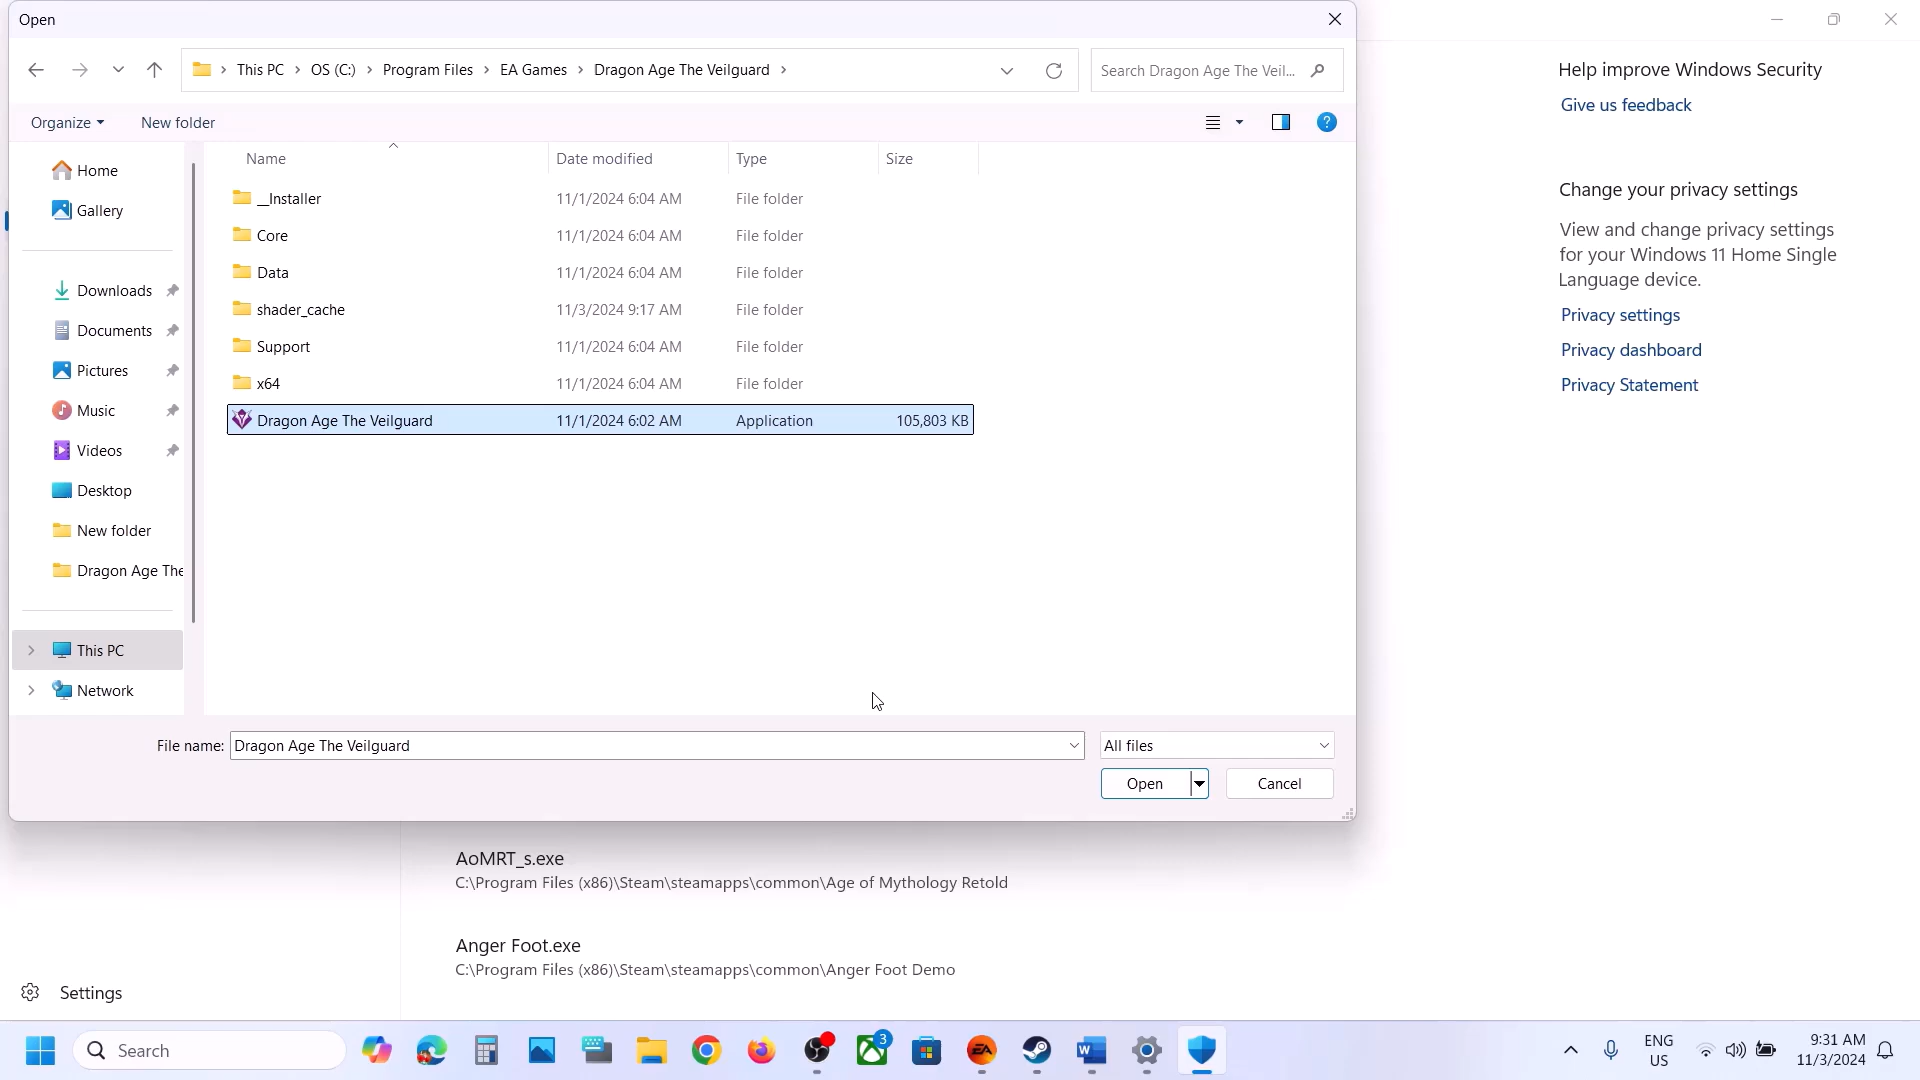 Open
This PC > OS (C:) > Program Files > EA Games > Dragon Age The Veilguard >
Search Dragon Age The Veil...
Organize
New folder
?
Home
Gallery
Downloads
Documents
Pictures
Music
Videos
Desktop
New folder
Dragon Age The
This PC
Network
Name Date modified Type Size
__Installer 11/1/2024 6:04 AM File folder
Core 11/1/2024 6:04 AM File folder
Data 11/1/2024 6:04 AM File folder
shader_cache 11/3/2024 9:17 AM File folder
Support 11/1/2024 6:04 AM File folder
x64 11/1/2024 6:04 AM File folder
Dragon Age The Veilguard 11/1/2024 6:02 AM Application 105,803 KB
File name: Dragon Age The Veilguard
All files
Open
Cancel
Help improve Windows Security
Give us feedback
Change your privacy settings
View and change privacy settings
for your Windows 11 Home Single
Language device.
Privacy settings
Privacy dashboard
Privacy Statement
AoMRT_s.exe
C:\Program Files (x86)\Steam\steamapps\common\Age of Mythology Retold
Anger Foot.exe
C:\Program Files (x86)\Steam\steamapps\common\Anger Foot Demo
Settings
Search
3
EA
W
ENG
US
9:31 AM
11/3/2024